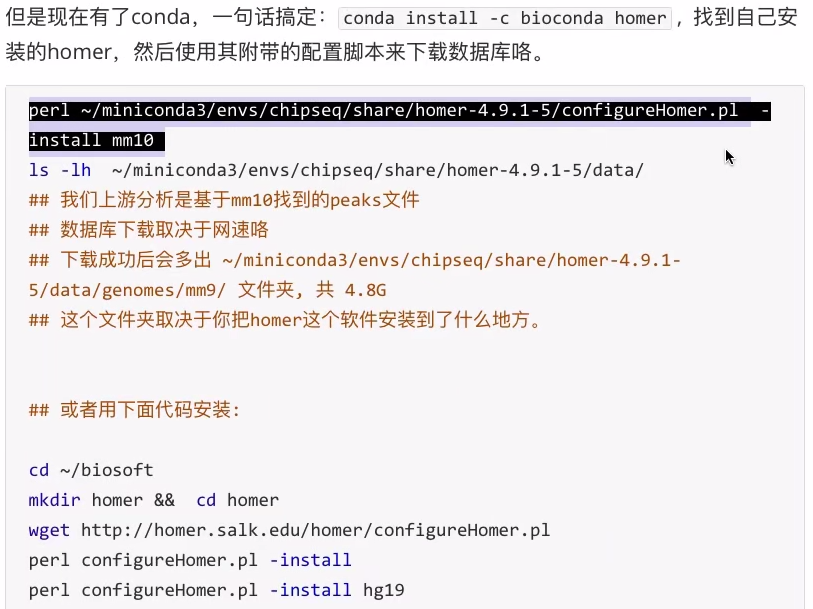 但是现在有了conda，一句话搞定： conda install -c bioconda homer ，找到自己安
装的homer，然后使用其附带的配置脚本来下载数据库咯。
perl ~/miniconda3/envs/chipseq/share/homer-4.9.1-5/configureHomer.pl  -
install mm10
ls -lh  ~/miniconda3/envs/chipseq/share/homer-4.9.1-5/data/
## 我们上游分析是基于mm10找到的peaks文件
## 数据库下载取决于网速咯
## 下载成功后会多出 ~/miniconda3/envs/chipseq/share/homer-4.9.1-
5/data/genomes/mm9/ 文件夹, 共 4.8G
## 这个文件夹取决于你把homer这个软件安装到了什么地方。
## 或者用下面代码安装:
cd ~/biosoft
mkdir homer &&  cd homer
wget http://homer.salk.edu/homer/configureHomer.pl
perl configureHomer.pl -install
perl configureHomer.pl -install hg19